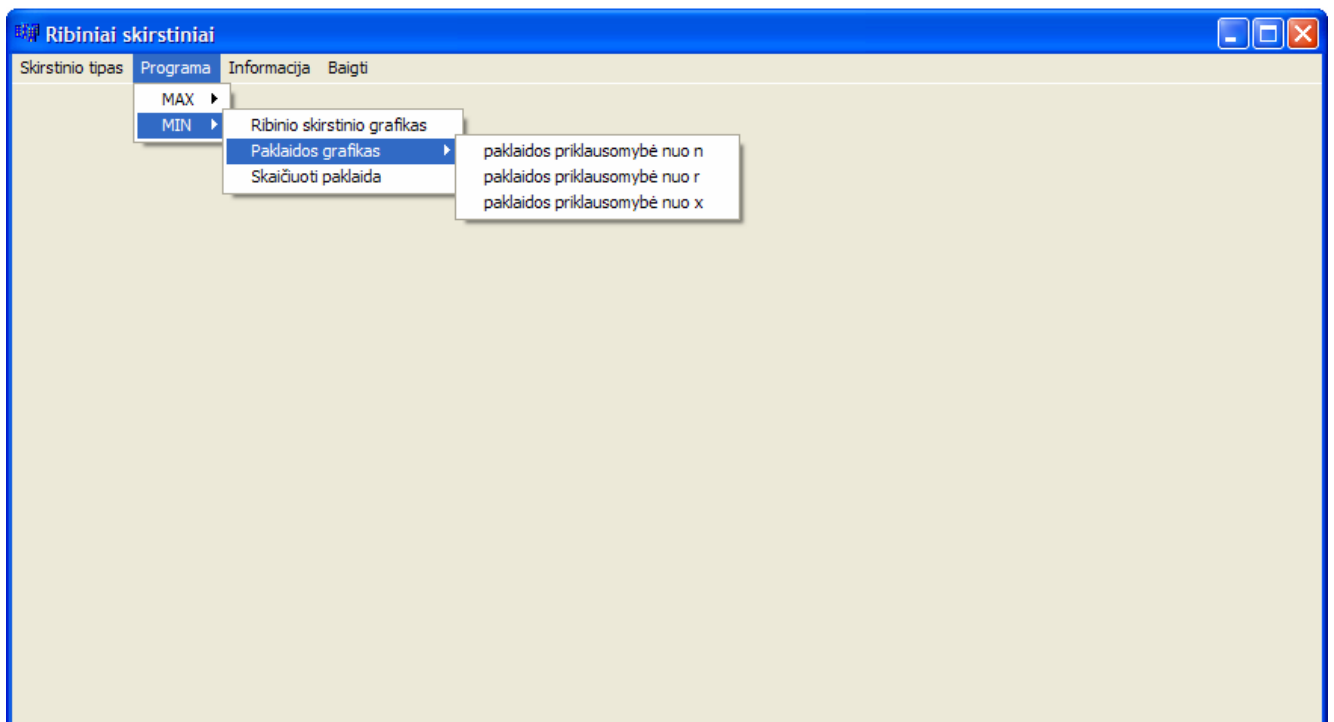 Ribiniai skirstiniai
Skirstinio tipas Programa Informacija Baigti
MAX
MIN
Ribinio skirstinio grafikas
Paklaidos grafikas
Skaičiuoti paklaida
paklaidos priklausomybė nuo n
paklaidos priklausomybė nuo r
paklaidos priklausomybė nuo x